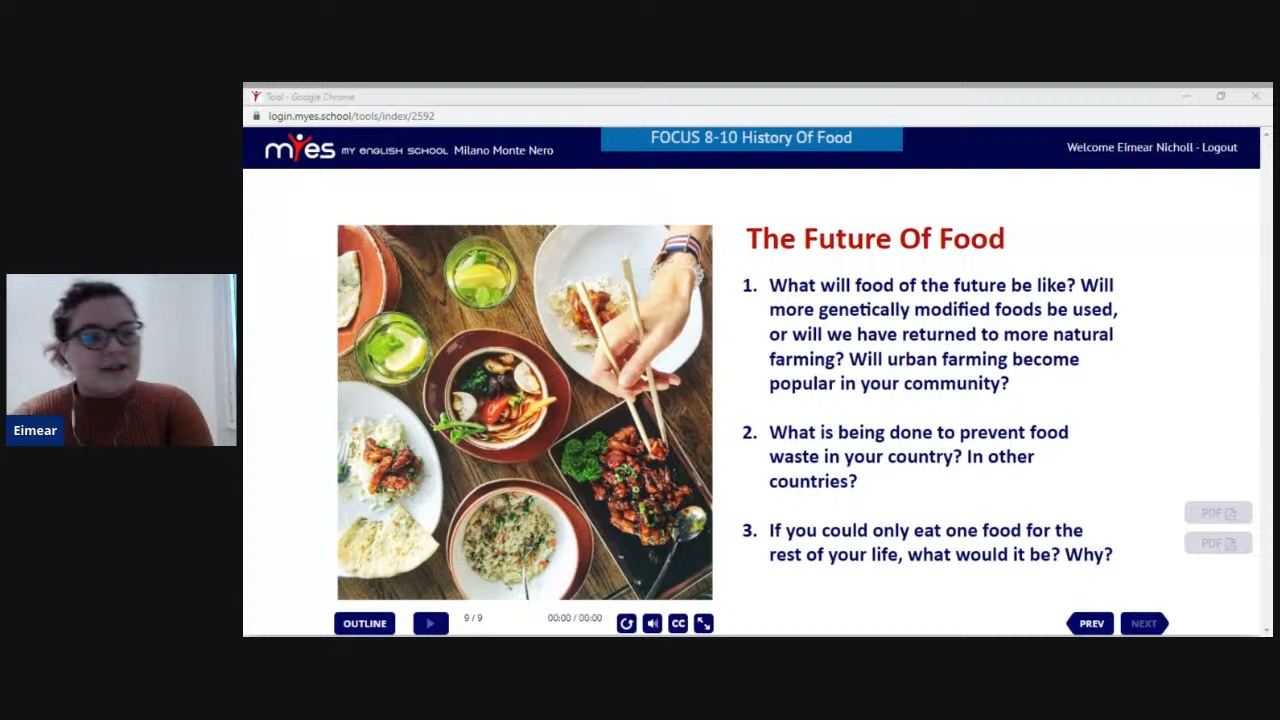 Tool - Google Chrome
login.myes.school/tools/index/2592
myes MY ENGLISH SCHOOL Milano Monte Nero
FOCUS 8-10 History Of Food
Welcome Eimear Nicholl - Logout
The Future Of Food
1. What will food of the future be like? Will
more genetically modified foods be used,
or will we have returned to more natural
farming? Will urban farming become
popular in your community?
2. What is being done to prevent food
waste in your country? In other
countries?
3. If you could only eat one food for the
rest of your life, what would it be? Why?
Eimear
PDF
PDF
OUTLINE
9 / 9
00:00 / 00:00
CC
PREV
NEXT